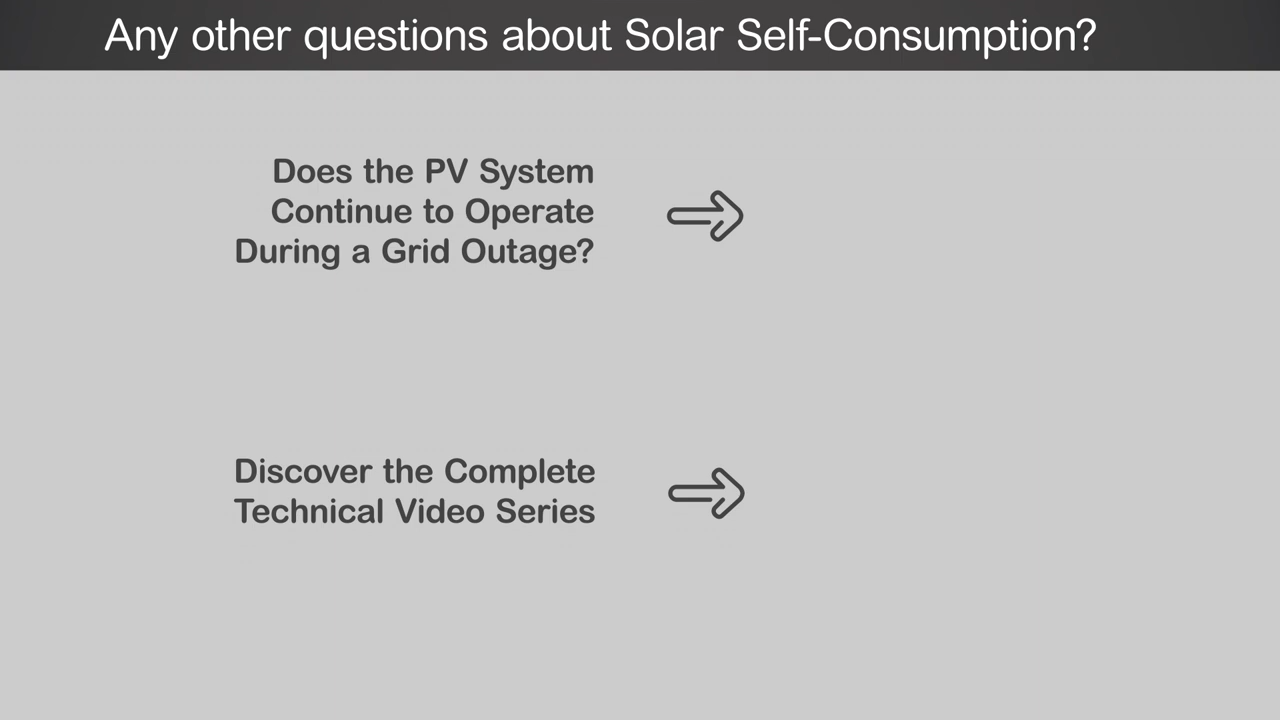 Any other questions about Solar Self-Consumption?
Does the PV System
Continue to Operate
During a Grid Outage?
Discover the Complete
Technical Video Series